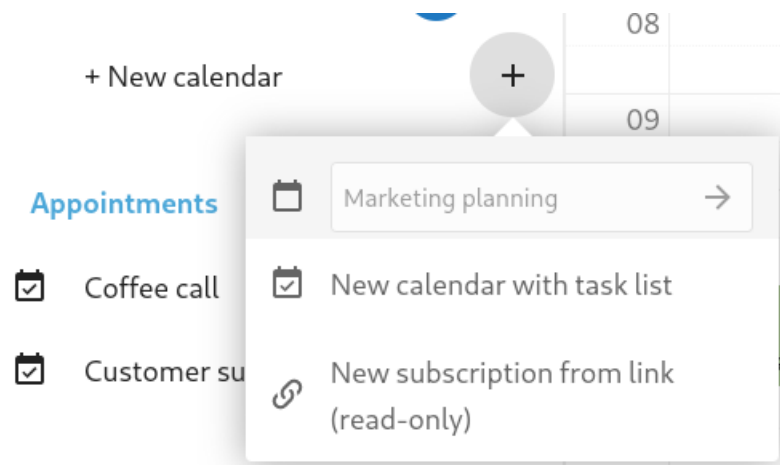 08
+ New calendar
+
09
Appointments
Marketing planning
Coffee call
New calendar with task list
Customer su
New subscription from link
(read-only)